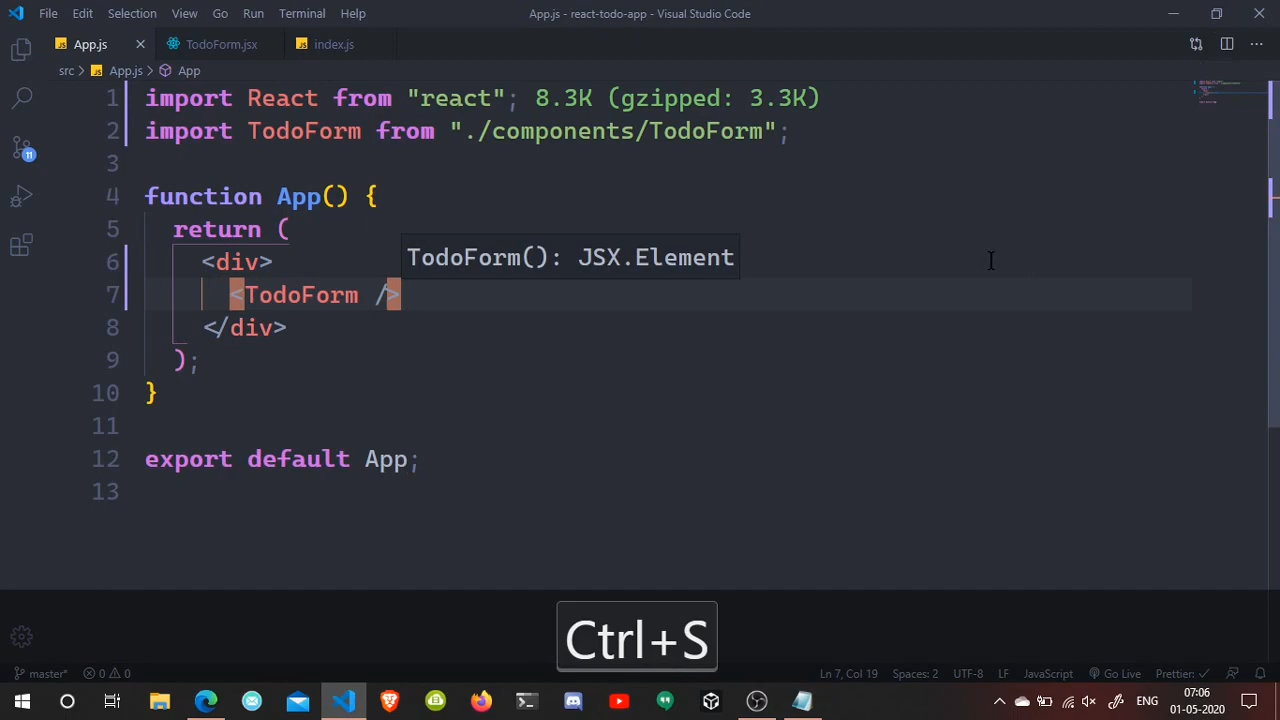 File Edit Selection View Go Run Terminal Help App.js - react-todo-app - Visual Studio Code
JS App.js TodoForm.jsx JS index.js
src > JS App.js > App
1 import React from "react"; 8.3K (gzipped: 3.3K)
2 import TodoForm from "./components/TodoForm";
3
4 function App() {
5 return (
TodoForm(): JSX.Element
6 <div>
7 <TodoForm />
8 </div>
9 );
10 }
11
12 export default App;
13
11
Ctrl+S
master* 0 0 Ln 7, Col 19 Spaces: 2 UTF-8 LF JavaScript Go Live Prettier: ✓
ENG 07:06
01-05-2020